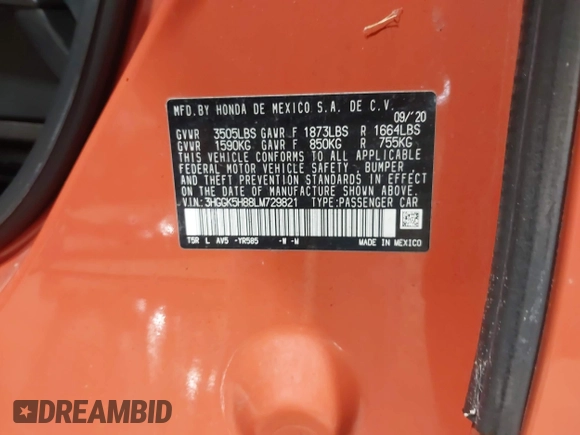 MFD. BY HONDA DE MEXICO S.A. DE C.V.
09/'20
GVWR 3505LBS GAWR F 1873LBS R 1664LBS
GVWR 1590KG GAWR F 850KG R 755KG
THIS VEHICLE CONFORMS TO ALL APPLICABLE
FEDERAL MOTOR VEHICLE SAFETY, BUMPER
AND THEFT PREVENTION STANDARDS IN EFFECT
ON THE DATE OF MANUFACTURE SHOWN ABOVE.
V.I.N.: 3HGGK5H88LM729821 TYPE: PASSENGER CAR
T5R L AV5 -YR585 -W -M MADE IN MEXICO
DREAMBID